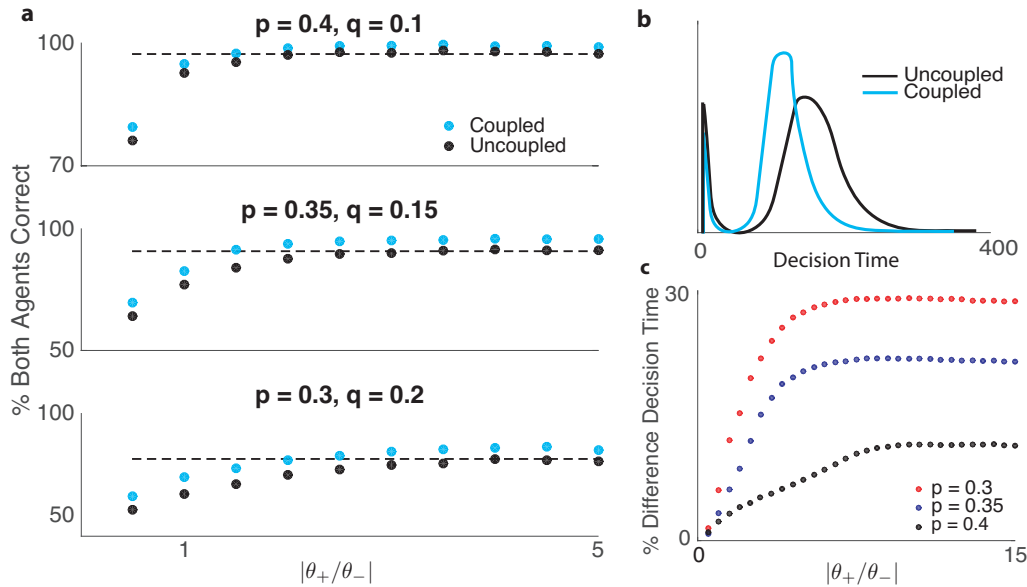 a
p = 0.4, q = 0.1
100
70
Coupled
Uncoupled
p = 0.35, q = 0.15
100
50
p = 0.3, q = 0.2
100
50
1
5
% Both Agents Correct
|θ+/θ−|
b
Uncoupled
Coupled
0
400
Decision Time
c
30
0
% Difference Decision Time
p = 0.3
p = 0.35
p = 0.4
0
15
|θ+/θ−|